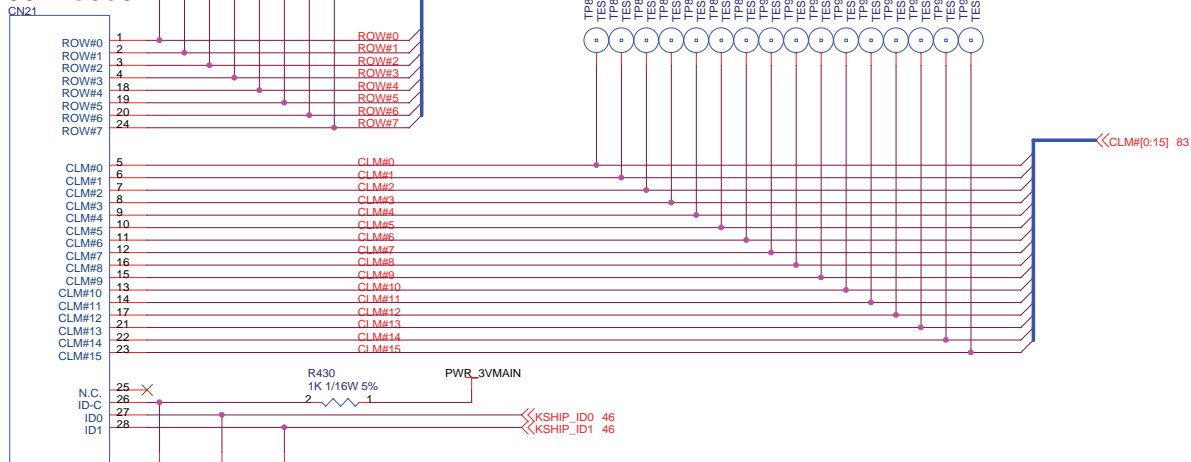 CN21
ROW#0 1 ROW#0
ROW#1 2 ROW#1
ROW#2 3 ROW#2
ROW#3 4 ROW#3
ROW#4 18 ROW#4
ROW#5 19 ROW#5
ROW#6 20 ROW#6
ROW#7 24 ROW#7
CLM#[0:15] 83
CLM#0 5 CLM#0
CLM#1 6 CLM#1
CLM#2 7 CLM#2
CLM#3 8 CLM#3
CLM#4 9 CLM#4
CLM#5 10 CLM#5
CLM#6 11 CLM#6
CLM#7 12 CLM#7
CLM#8 16 CLM#8
CLM#9 15 CLM#9
CLM#10 13 CLM#10
CLM#11 14 CLM#11
CLM#12 17 CLM#12
CLM#13 21 CLM#13
CLM#14 22 CLM#14
CLM#15 23 CLM#15
R430 PWR_3VMAIN
1K 1/16W 5%
N.C. 25
ID-C 26 2 1
ID0 27 KSHIP_ID0 46
ID1 28 KSHIP_ID1 46